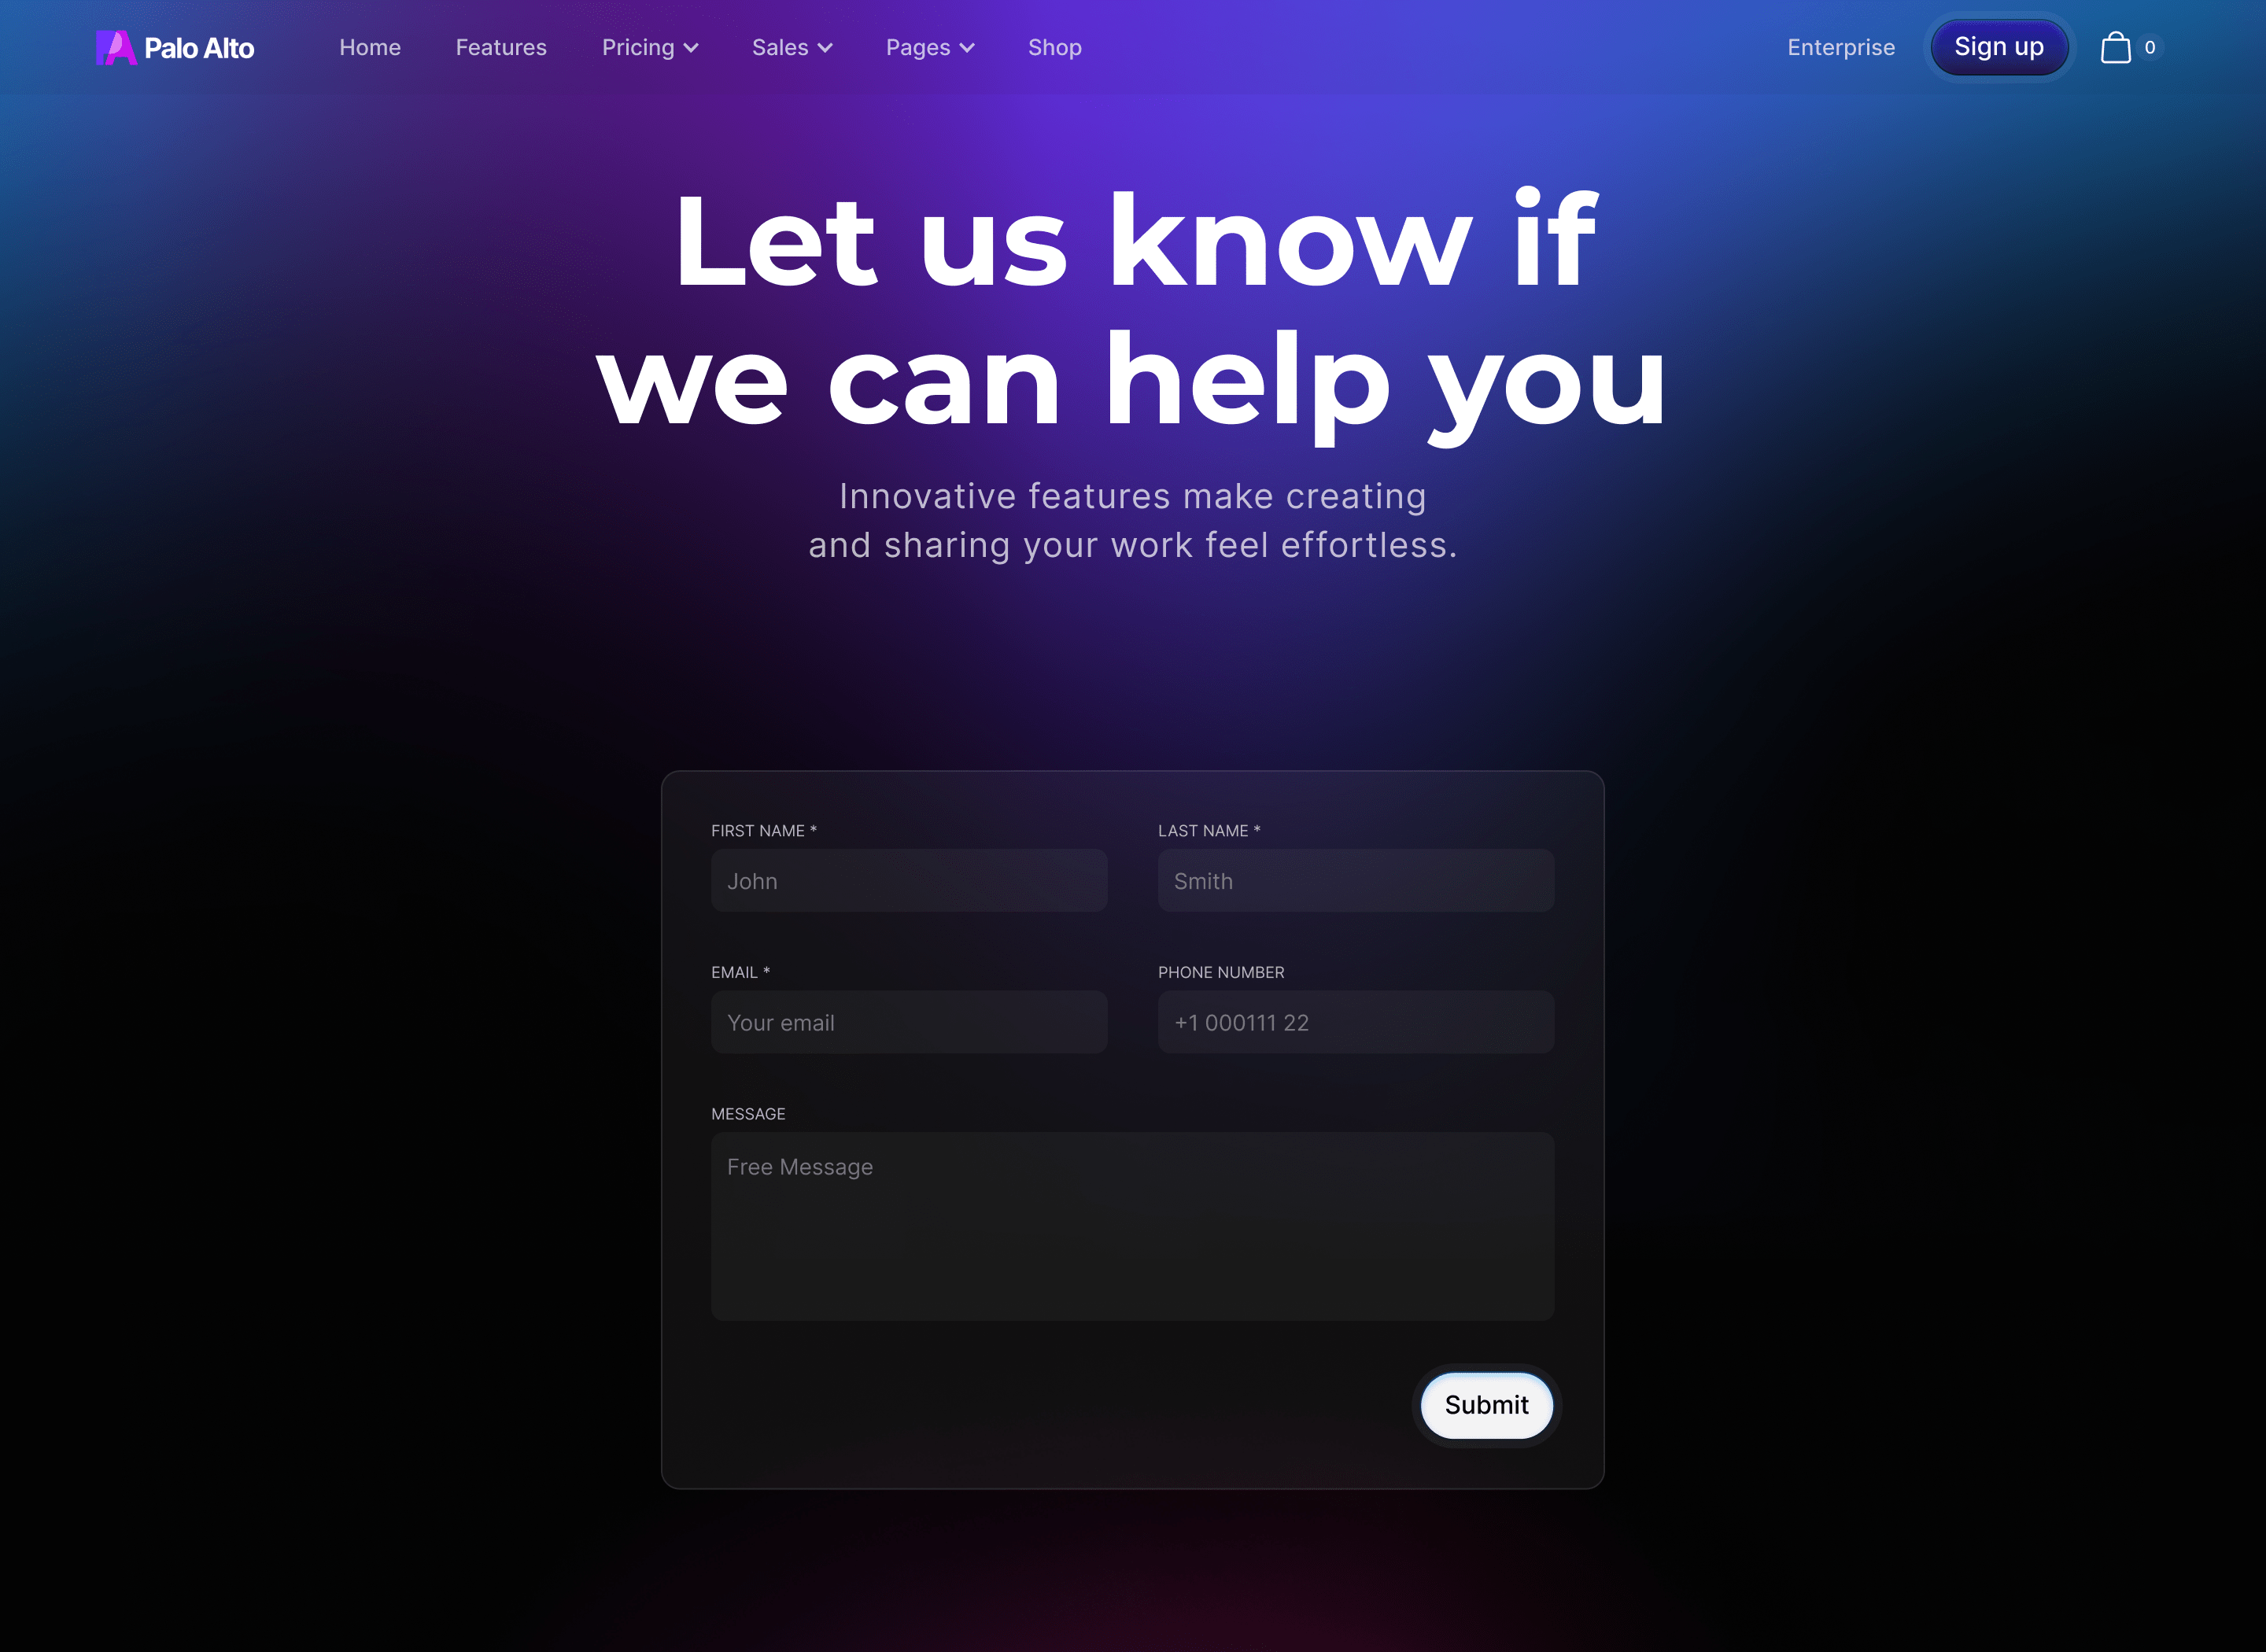 Palo Alto
Home
Features
Pricing
Sales
Pages
Shop
Enterprise
Sign up
0
Let us know if
we can help you
Innovative features make creating
and sharing your work feel effortless.
FIRST NAME *
LAST NAME *
John
Smith
EMAIL *
PHONE NUMBER
Your email
+1 000111 22
MESSAGE
Free Message
Submit